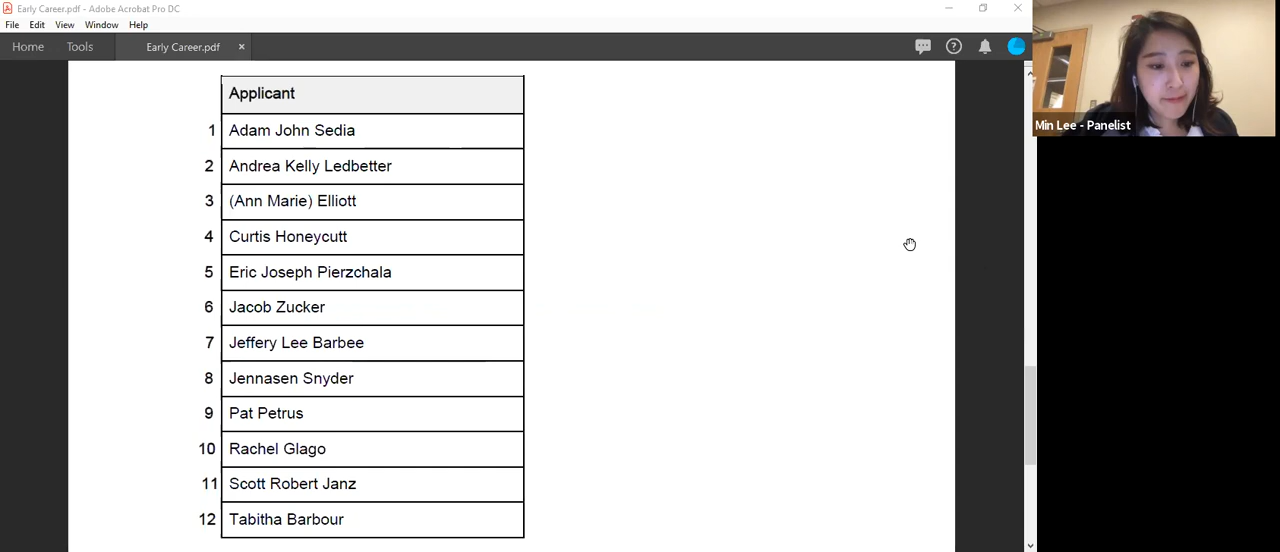 Early Career.pdf - Adobe Acrobat Pro DC
File Edit View Window Help
Home Tools Early Career.pdf
Applicant
1 Adam John Sedia
2 Andrea Kelly Ledbetter
3 (Ann Marie) Elliott
4 Curtis Honeycutt
5 Eric Joseph Pierzchala
6 Jacob Zucker
7 Jeffery Lee Barbee
8 Jennasen Snyder
9 Pat Petrus
10 Rachel Glago
11 Scott Robert Janz
12 Tabitha Barbour
Min Lee - Panelist